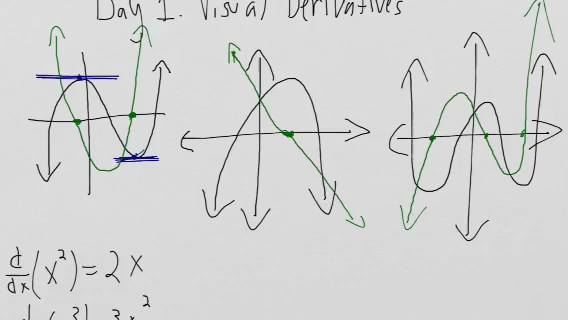 Day 1: Visual Derivatives
d/dx (x²) = 2x